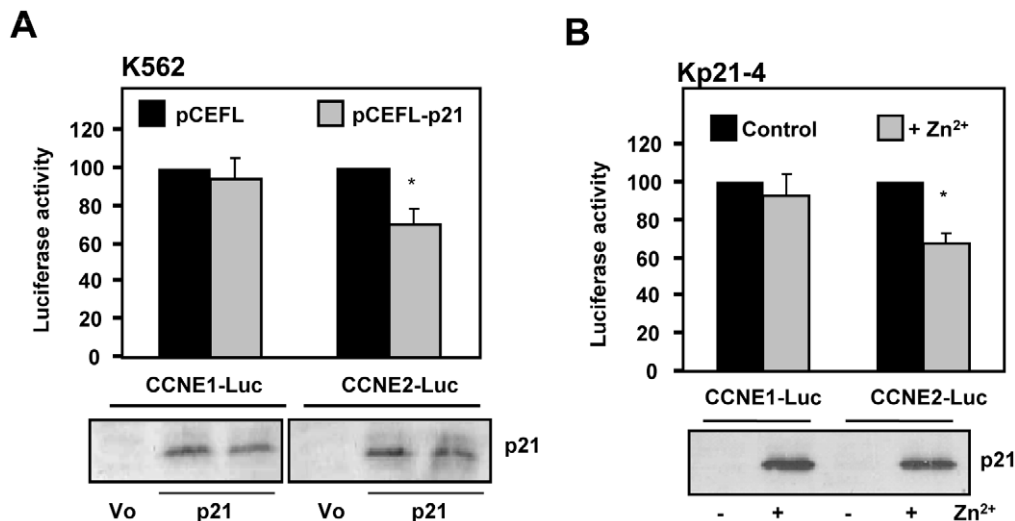 A
K562
pCEFL
pCEFL-p21
Luciferase activity
120
100
80
60
40
20
0
*
CCNE1-Luc
CCNE2-Luc
p21
Vo
p21
Vo
p21
B
Kp21-4
Control
+ Zn²⁺
Luciferase activity
120
100
80
60
40
20
0
*
CCNE1-Luc
CCNE2-Luc
p21
- + - + Zn²⁺